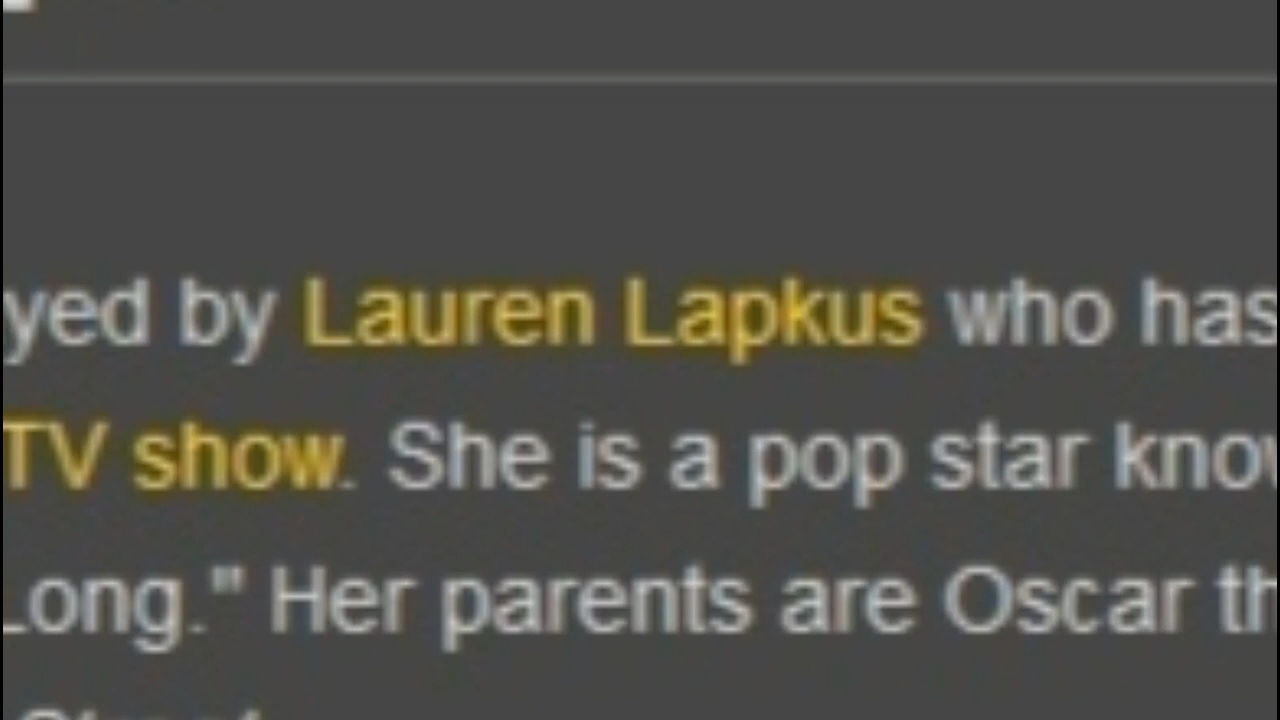 yed by Lauren Lapkus who has
TV show. She is a pop star know
Long." Her parents are Oscar th
Street